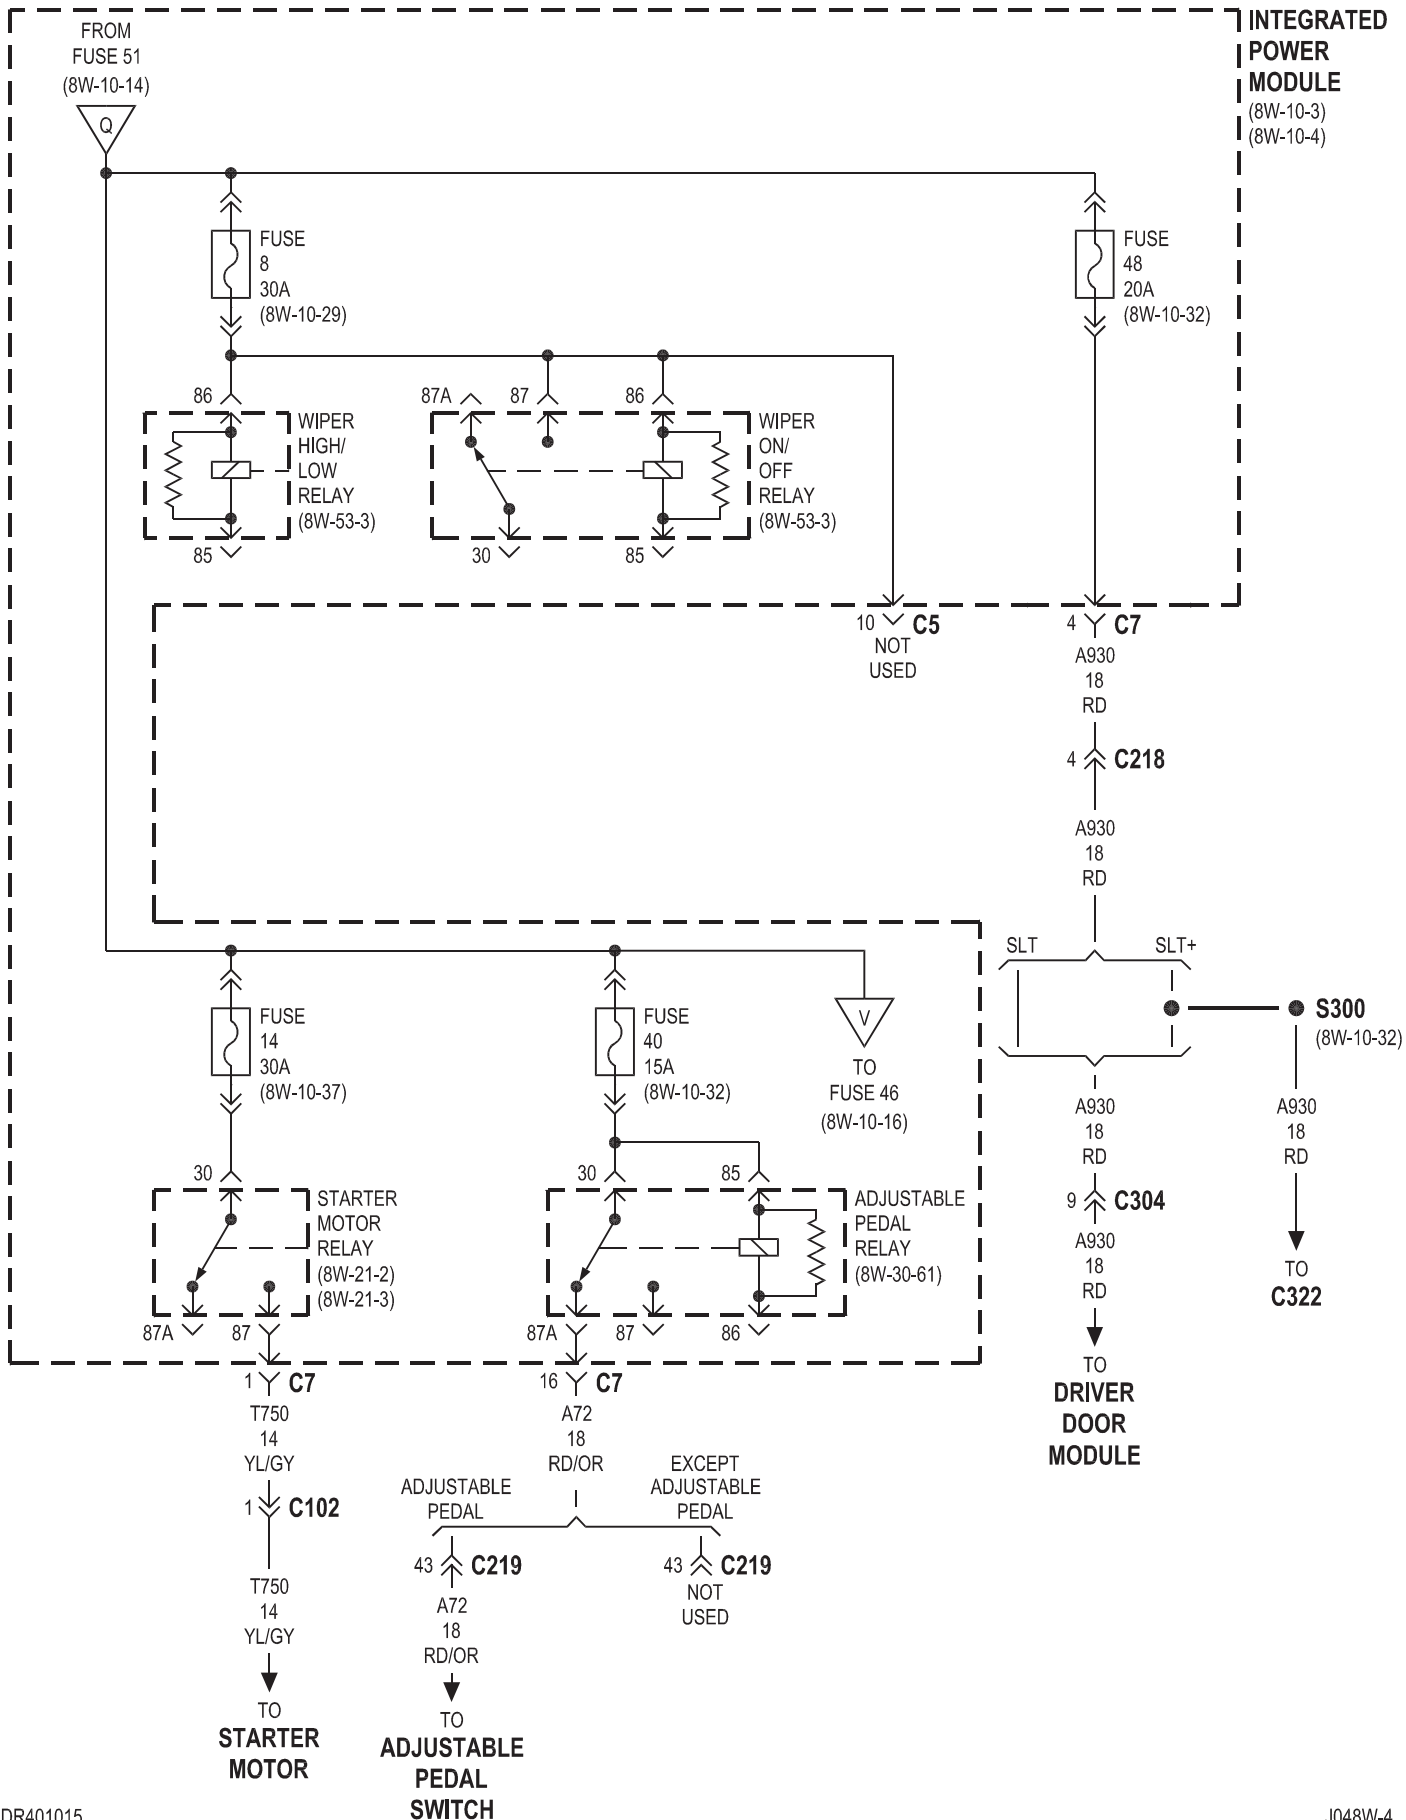 FROM
FUSE 51
(8W-10-14)
Q
INTEGRATED
POWER
MODULE
(8W-10-3)
(8W-10-4)
FUSE
8
30A
(8W-10-29)
FUSE
48
20A
(8W-10-32)
86
WIPER
HIGH/
LOW
RELAY
(8W-53-3)
85
87A
87
86
WIPER
ON/
OFF
RELAY
(8W-53-3)
30
85
10 C5
NOT
USED
4 C7
A930
18
RD
4 C218
A930
18
RD
SLT
SLT+
S300
(8W-10-32)
A930
18
RD
9 C304
A930
18
RD
TO
DRIVER
DOOR
MODULE
A930
18
RD
TO
C322
FUSE
14
30A
(8W-10-37)
FUSE
40
15A
(8W-10-32)
V
TO
FUSE 46
(8W-10-16)
30
STARTER
MOTOR
RELAY
(8W-21-2)
(8W-21-3)
87A
87
30
85
ADJUSTABLE
PEDAL
RELAY
(8W-30-61)
87A
87
86
1 C7
T750
14
YL/GY
1 C102
T750
14
YL/GY
TO
STARTER
MOTOR
16 C7
A72
18
RD/OR
ADJUSTABLE
PEDAL
EXCEPT
ADJUSTABLE
PEDAL
43 C219
A72
18
RD/OR
TO
ADJUSTABLE
PEDAL
SWITCH
43 C219
NOT
USED
DR401015
J048W-4